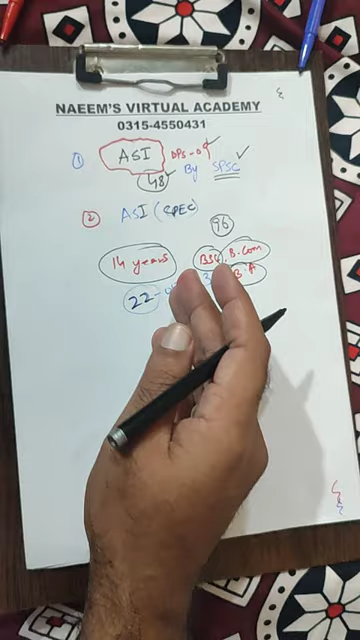 NAEEM'S VIRTUAL ACADEMY
0315-4550431
① ASI BPS-09
48 By SPSC
② ASI (SPEC)
96
14 years BSC, B.Com
B.A
22-